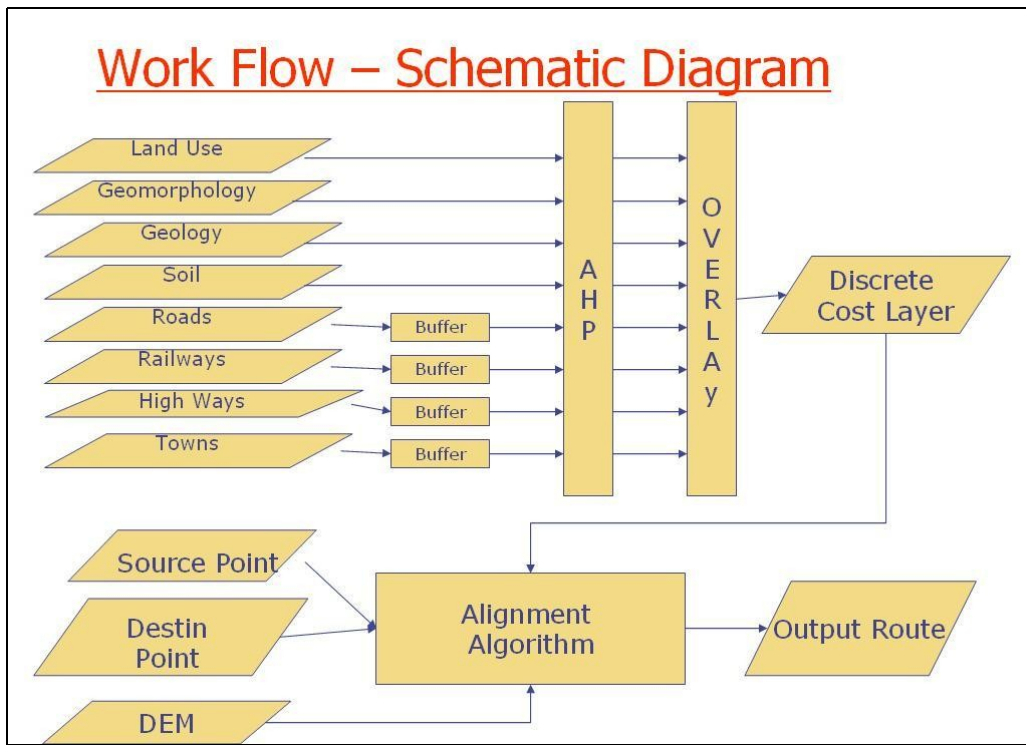 Work Flow – Schematic Diagram
Land Use
Geomorphology
Geology
Soil
Roads
Buffer
Railways
Buffer
High Ways
Buffer
Towns
Buffer
A
H
P
O
V
E
R
L
A
y
Discrete
Cost Layer
Source Point
Destin
Point
DEM
Alignment
Algorithm
Output Route